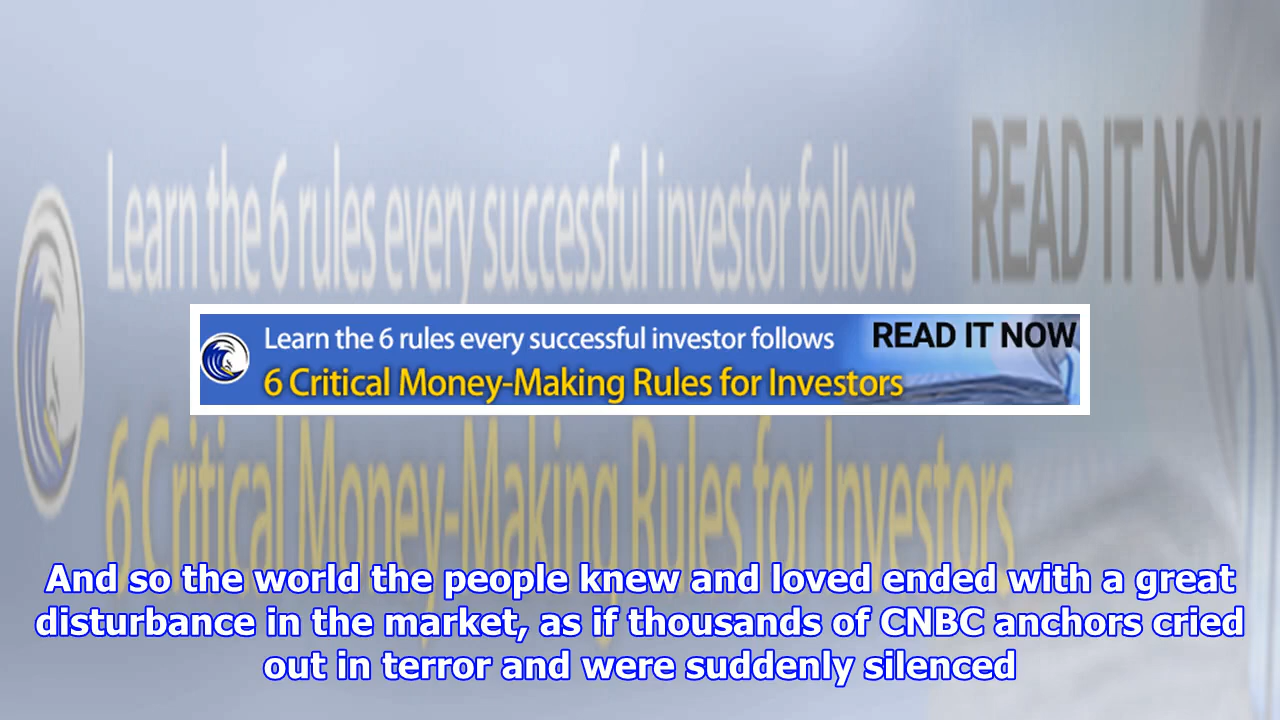 Learn the 6 rules every successful investor follows
READ IT NOW
6 Critical Money-Making Rules for Investors
Learn the 6 rules every successful investor follows
READ IT NOW
6 Critical Money-Making Rules for Investors
And so the world the people knew and loved ended with a great
disturbance in the market, as if thousands of CNBC anchors cried
out in terror and were suddenly silenced